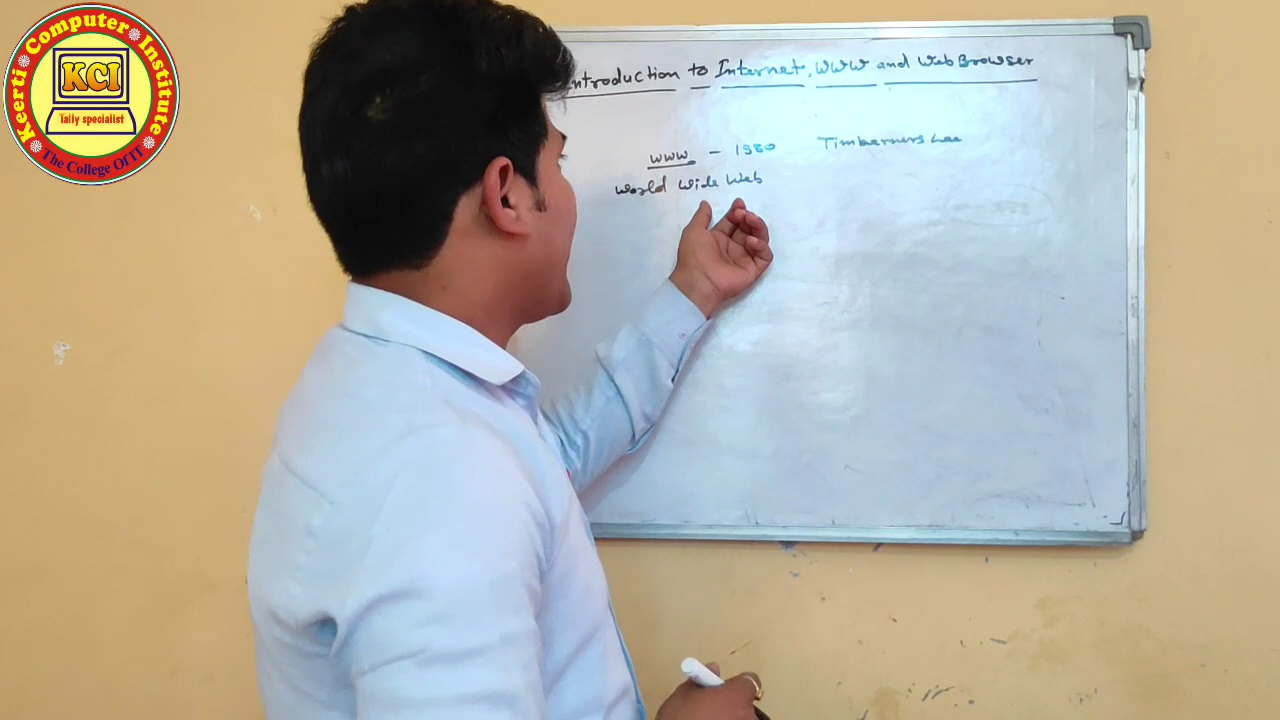 Keerti Computer Institute
KCI
Tally specialist
The College Of IT
Introduction to Internet, WWW and Web Browser
WWW - 1980 Timberners Lee
World Wide Web